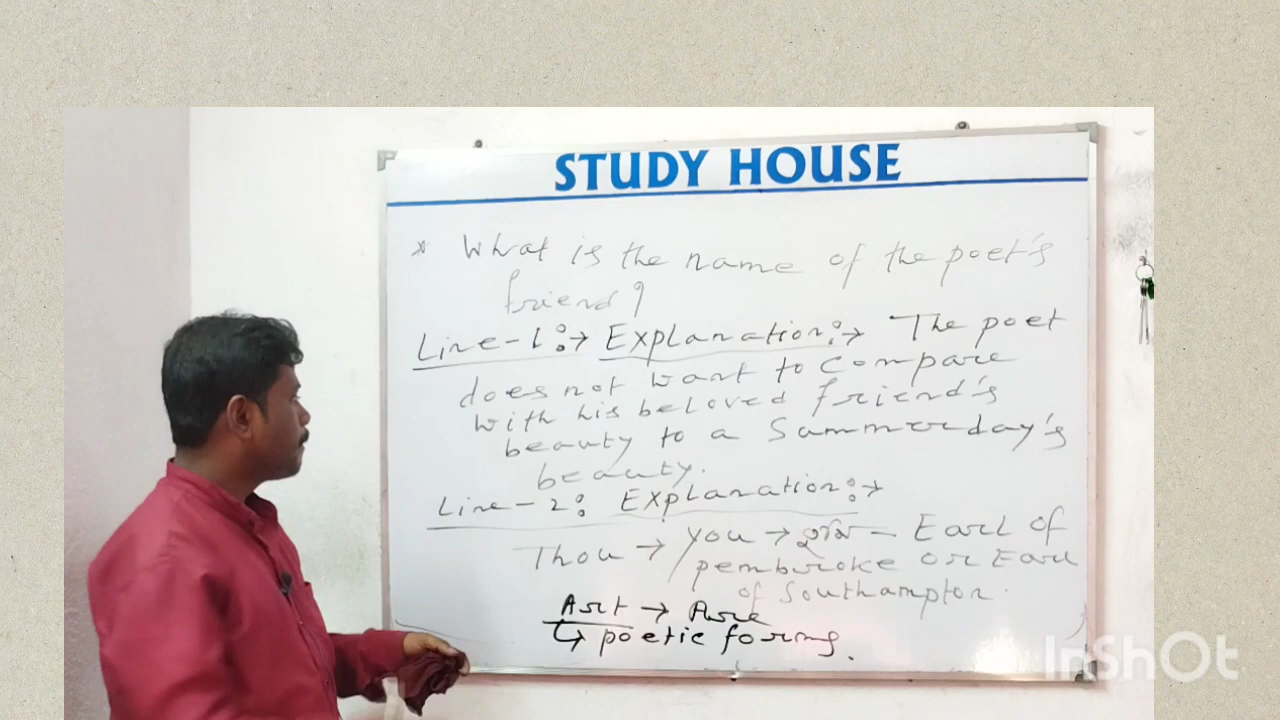 STUDY HOUSE
* What is the name of the poet's
friend?
Line-1:→ Explanation:→ The poet
does not want to compare
with his beloved friend's
beauty to a Summer day's
beauty.
Line-2: Explanation:→
Thou → you → তুমি - Earl of
pembroke or Earl
of Southampton.
Art → Are
↳ poetic forms.
InShOt